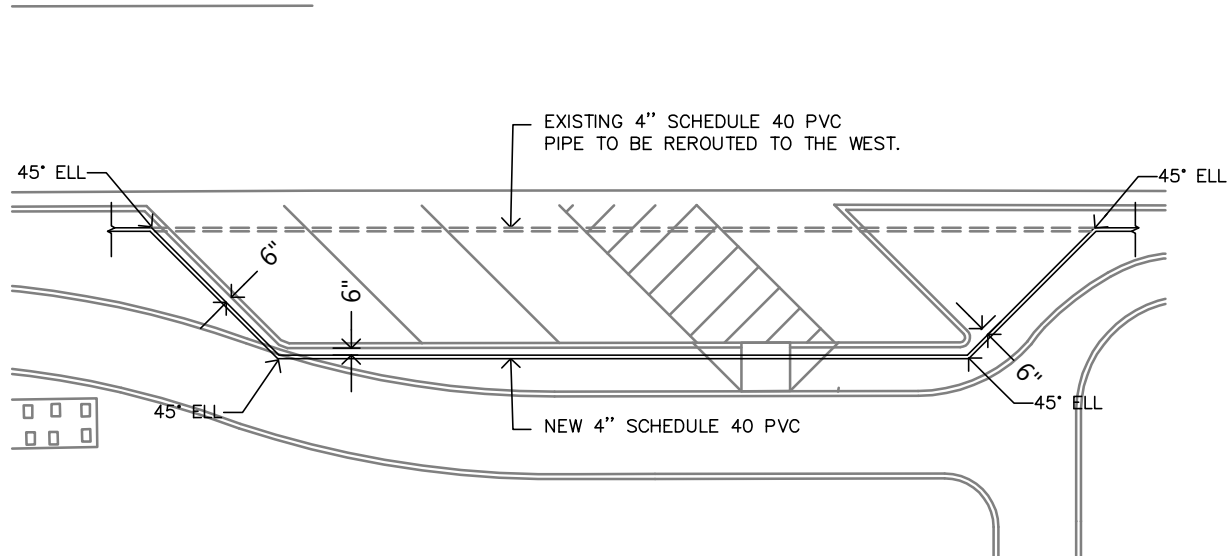 EXISTING 4” SCHEDULE 40 PVC
PIPE TO BE REROUTED TO THE WEST.
45° ELL
45° ELL
6"
6"
6"
45° ELL
45° ELL
NEW 4” SCHEDULE 40 PVC